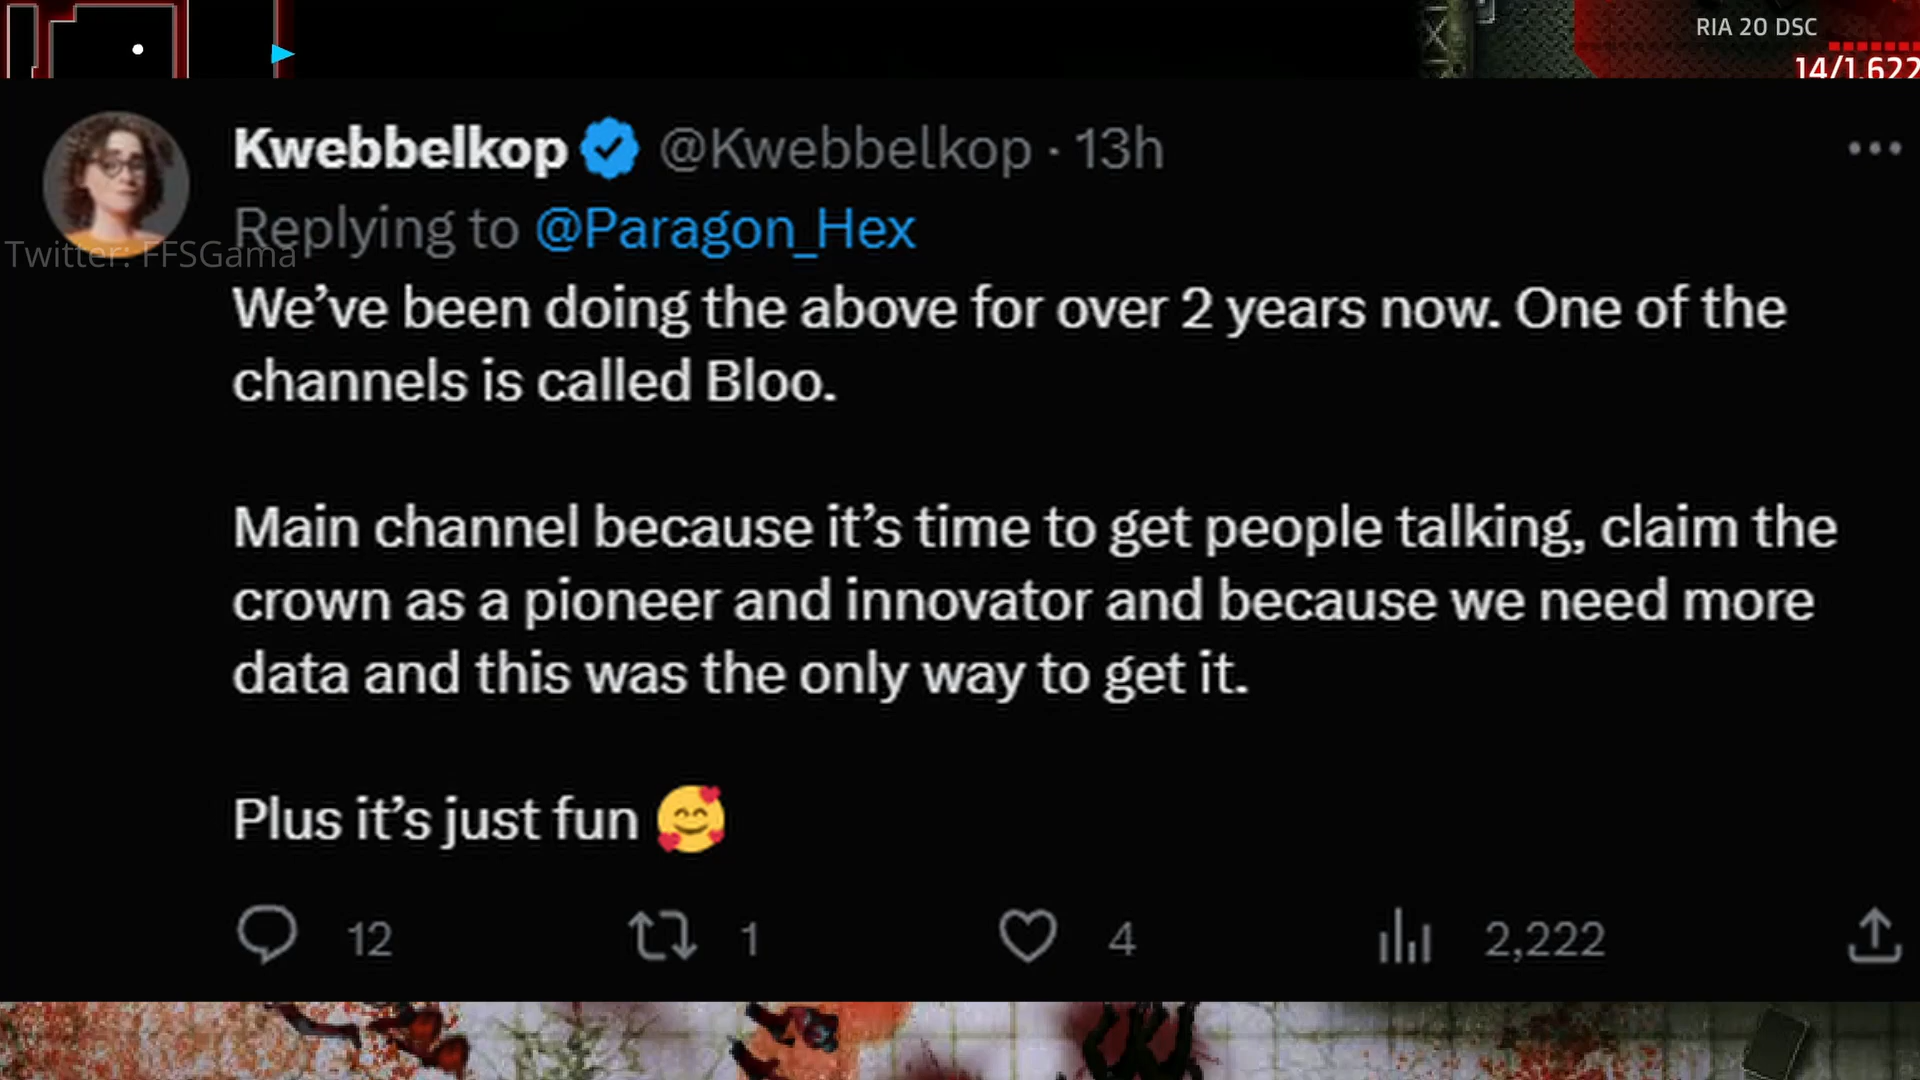 RIA 20 DSC
14/1,622
Kwebbelkop @Kwebbelkop · 13h
Replying to @Paragon_Hex
Twitter: FFSGama
We’ve been doing the above for over 2 years now. One of the
channels is called Bloo.
Main channel because it’s time to get people talking, claim the
crown as a pioneer and innovator and because we need more
data and this was the only way to get it.
Plus it’s just fun 🥰
12 1 4 2,222